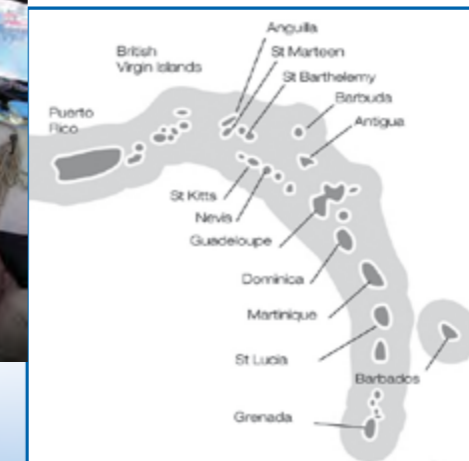 Anguilla
St Marteen
British
Virgin Islands
St Barthelemy
Barbuda
Puerto
Rico
Antigua
St Kitts
Nevis
Guadeloupe
Dominica
Martinique
St Lucia
Barbados
Grenada